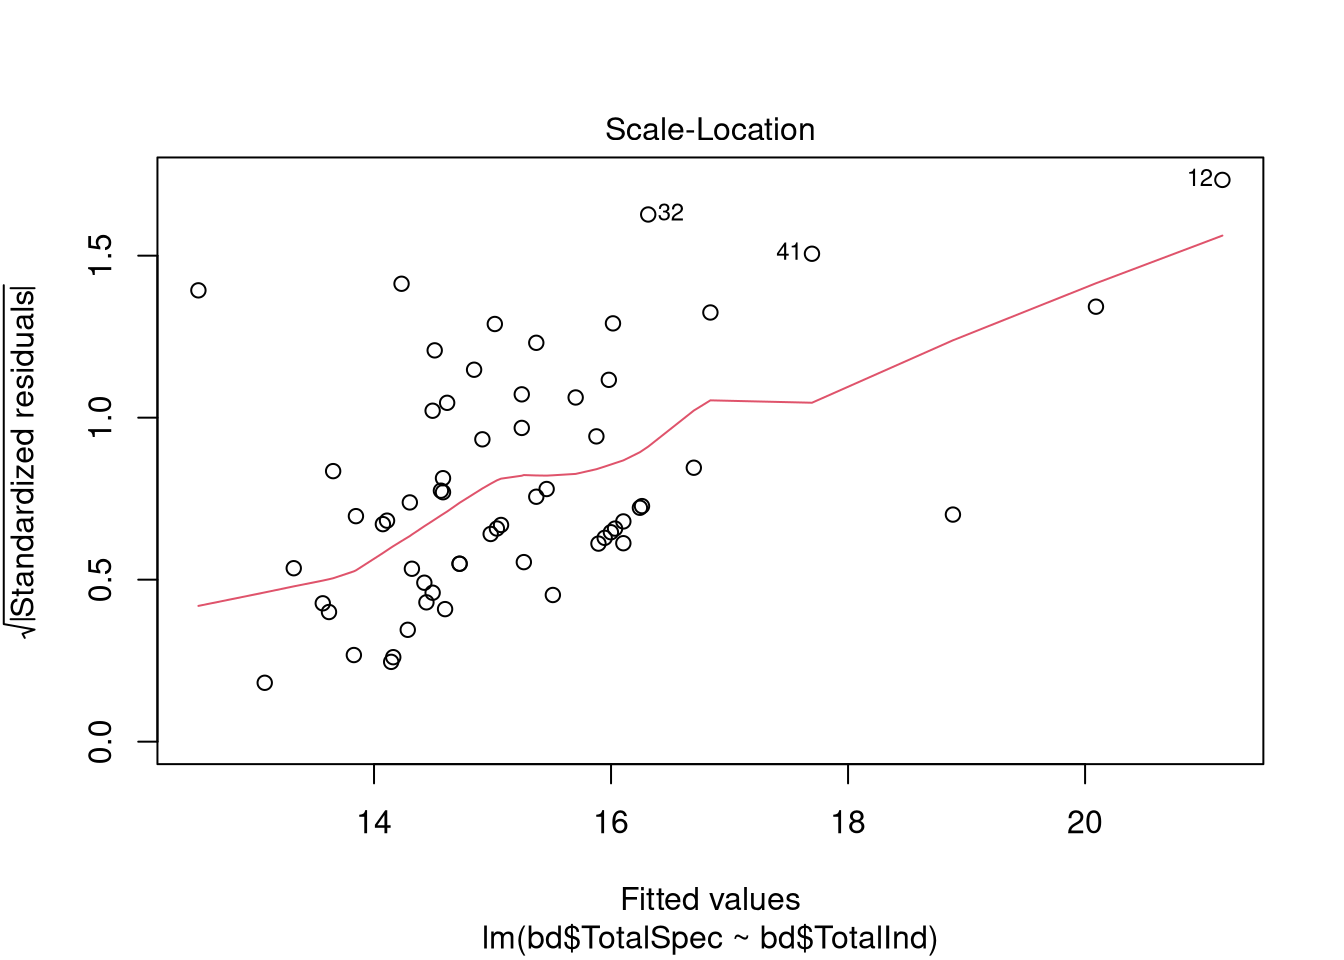 Scale-Location
√|Standardized residuals|
1.5
1.0
0.5
0.0
12
32
41
14 16 18 20
Fitted values
lm(bd$TotalSpec ~ bd$TotalInd)